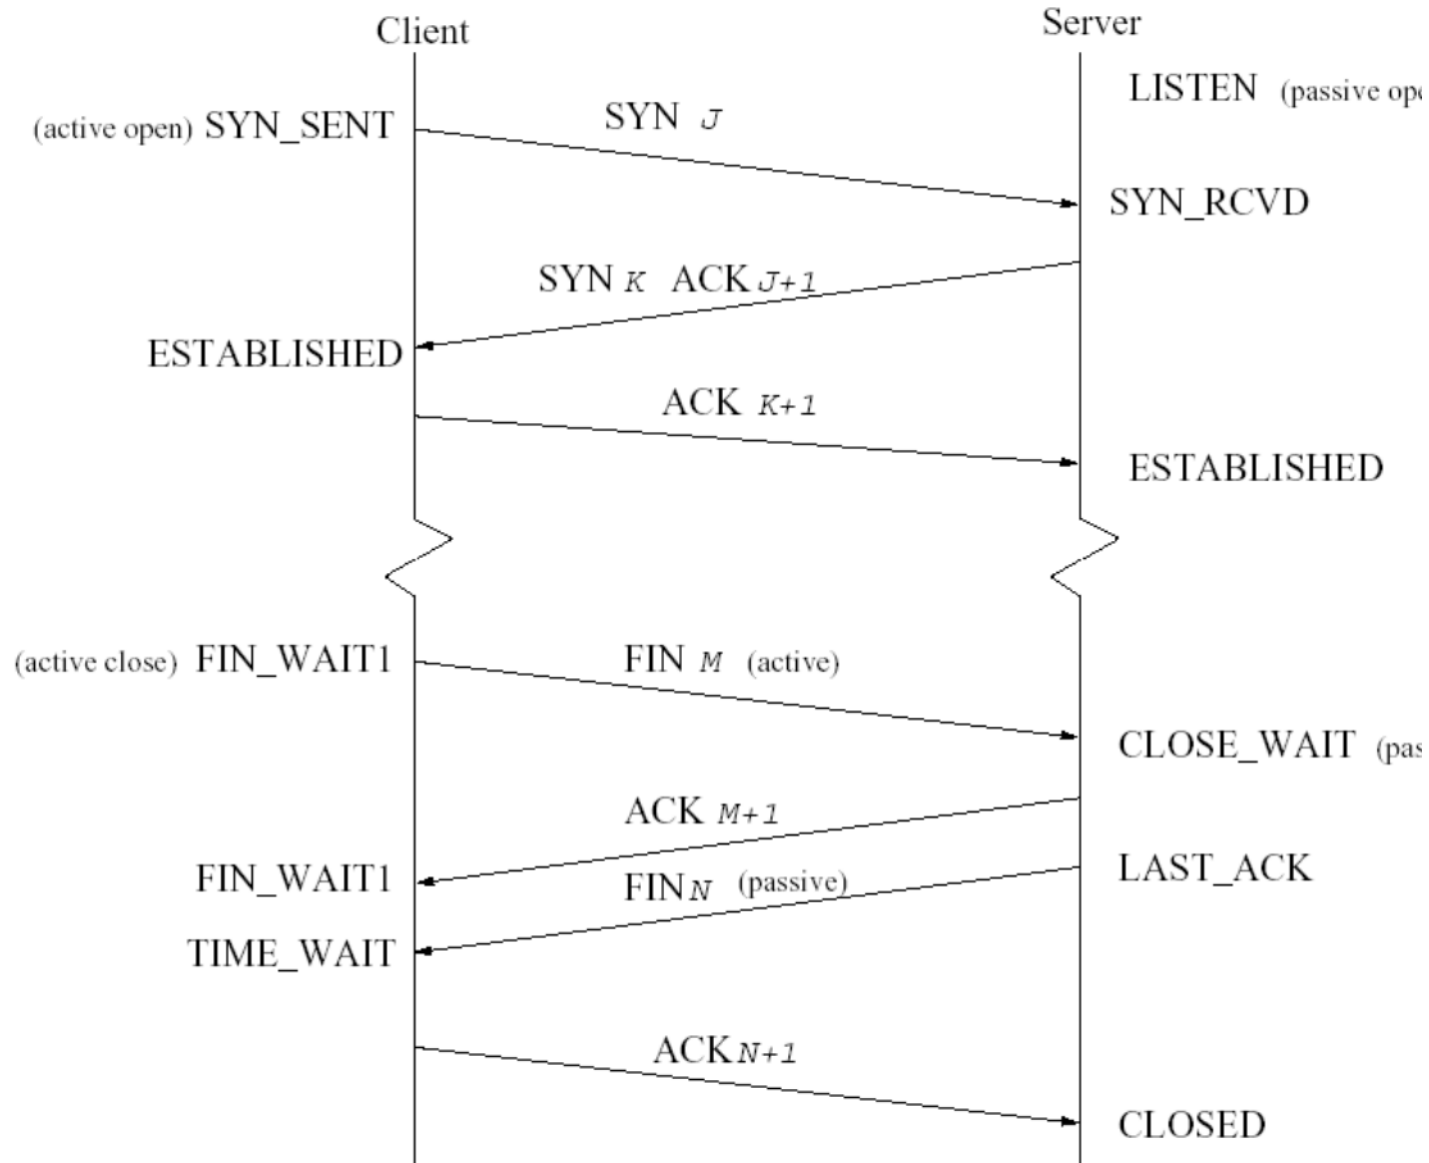 Client
Server
LISTEN (passive ope
(active open) SYN_SENT
SYN J
SYN_RCVD
SYN K ACK J+1
ESTABLISHED
ACK K+1
ESTABLISHED
(active close) FIN_WAIT1
FIN M (active)
CLOSE_WAIT (pas
ACK M+1
FIN_WAIT1
LAST_ACK
FIN N (passive)
TIME_WAIT
ACK N+1
CLOSED